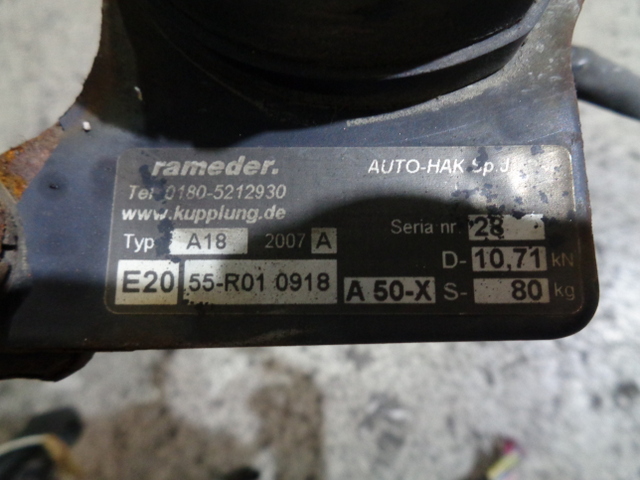 rameder. AUTO-HAK Sp.J
Tel 0180-5212930
www.kupplung.de
Typ A18 2007 A Seria nr. 28
D- 10,71 kN
E20 55-R01 0918 A 50-X S- 80 kg